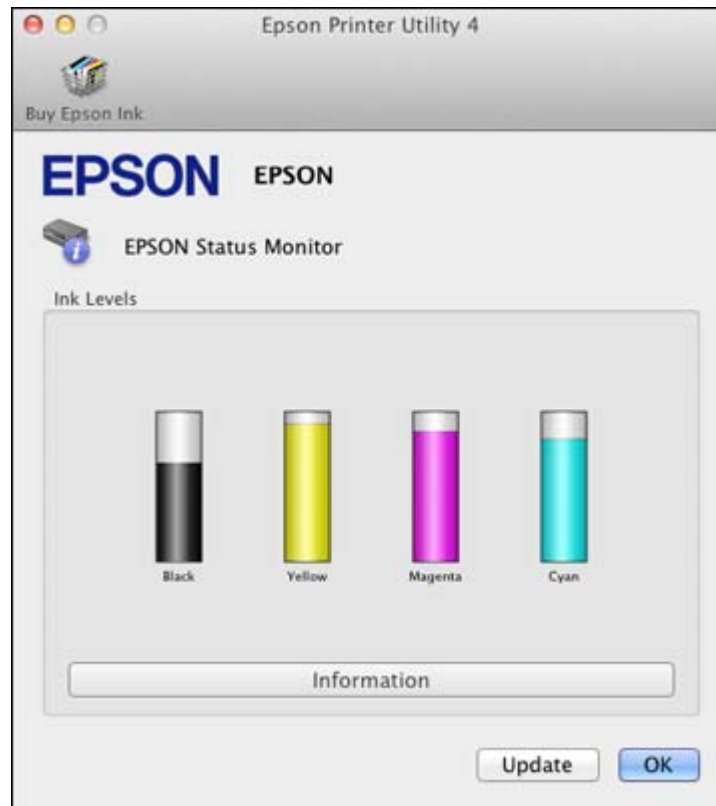 Epson Printer Utility 4
Buy Epson Ink
EPSON EPSON
EPSON Status Monitor
Ink Levels
Black Yellow Magenta Cyan
Information
Update OK